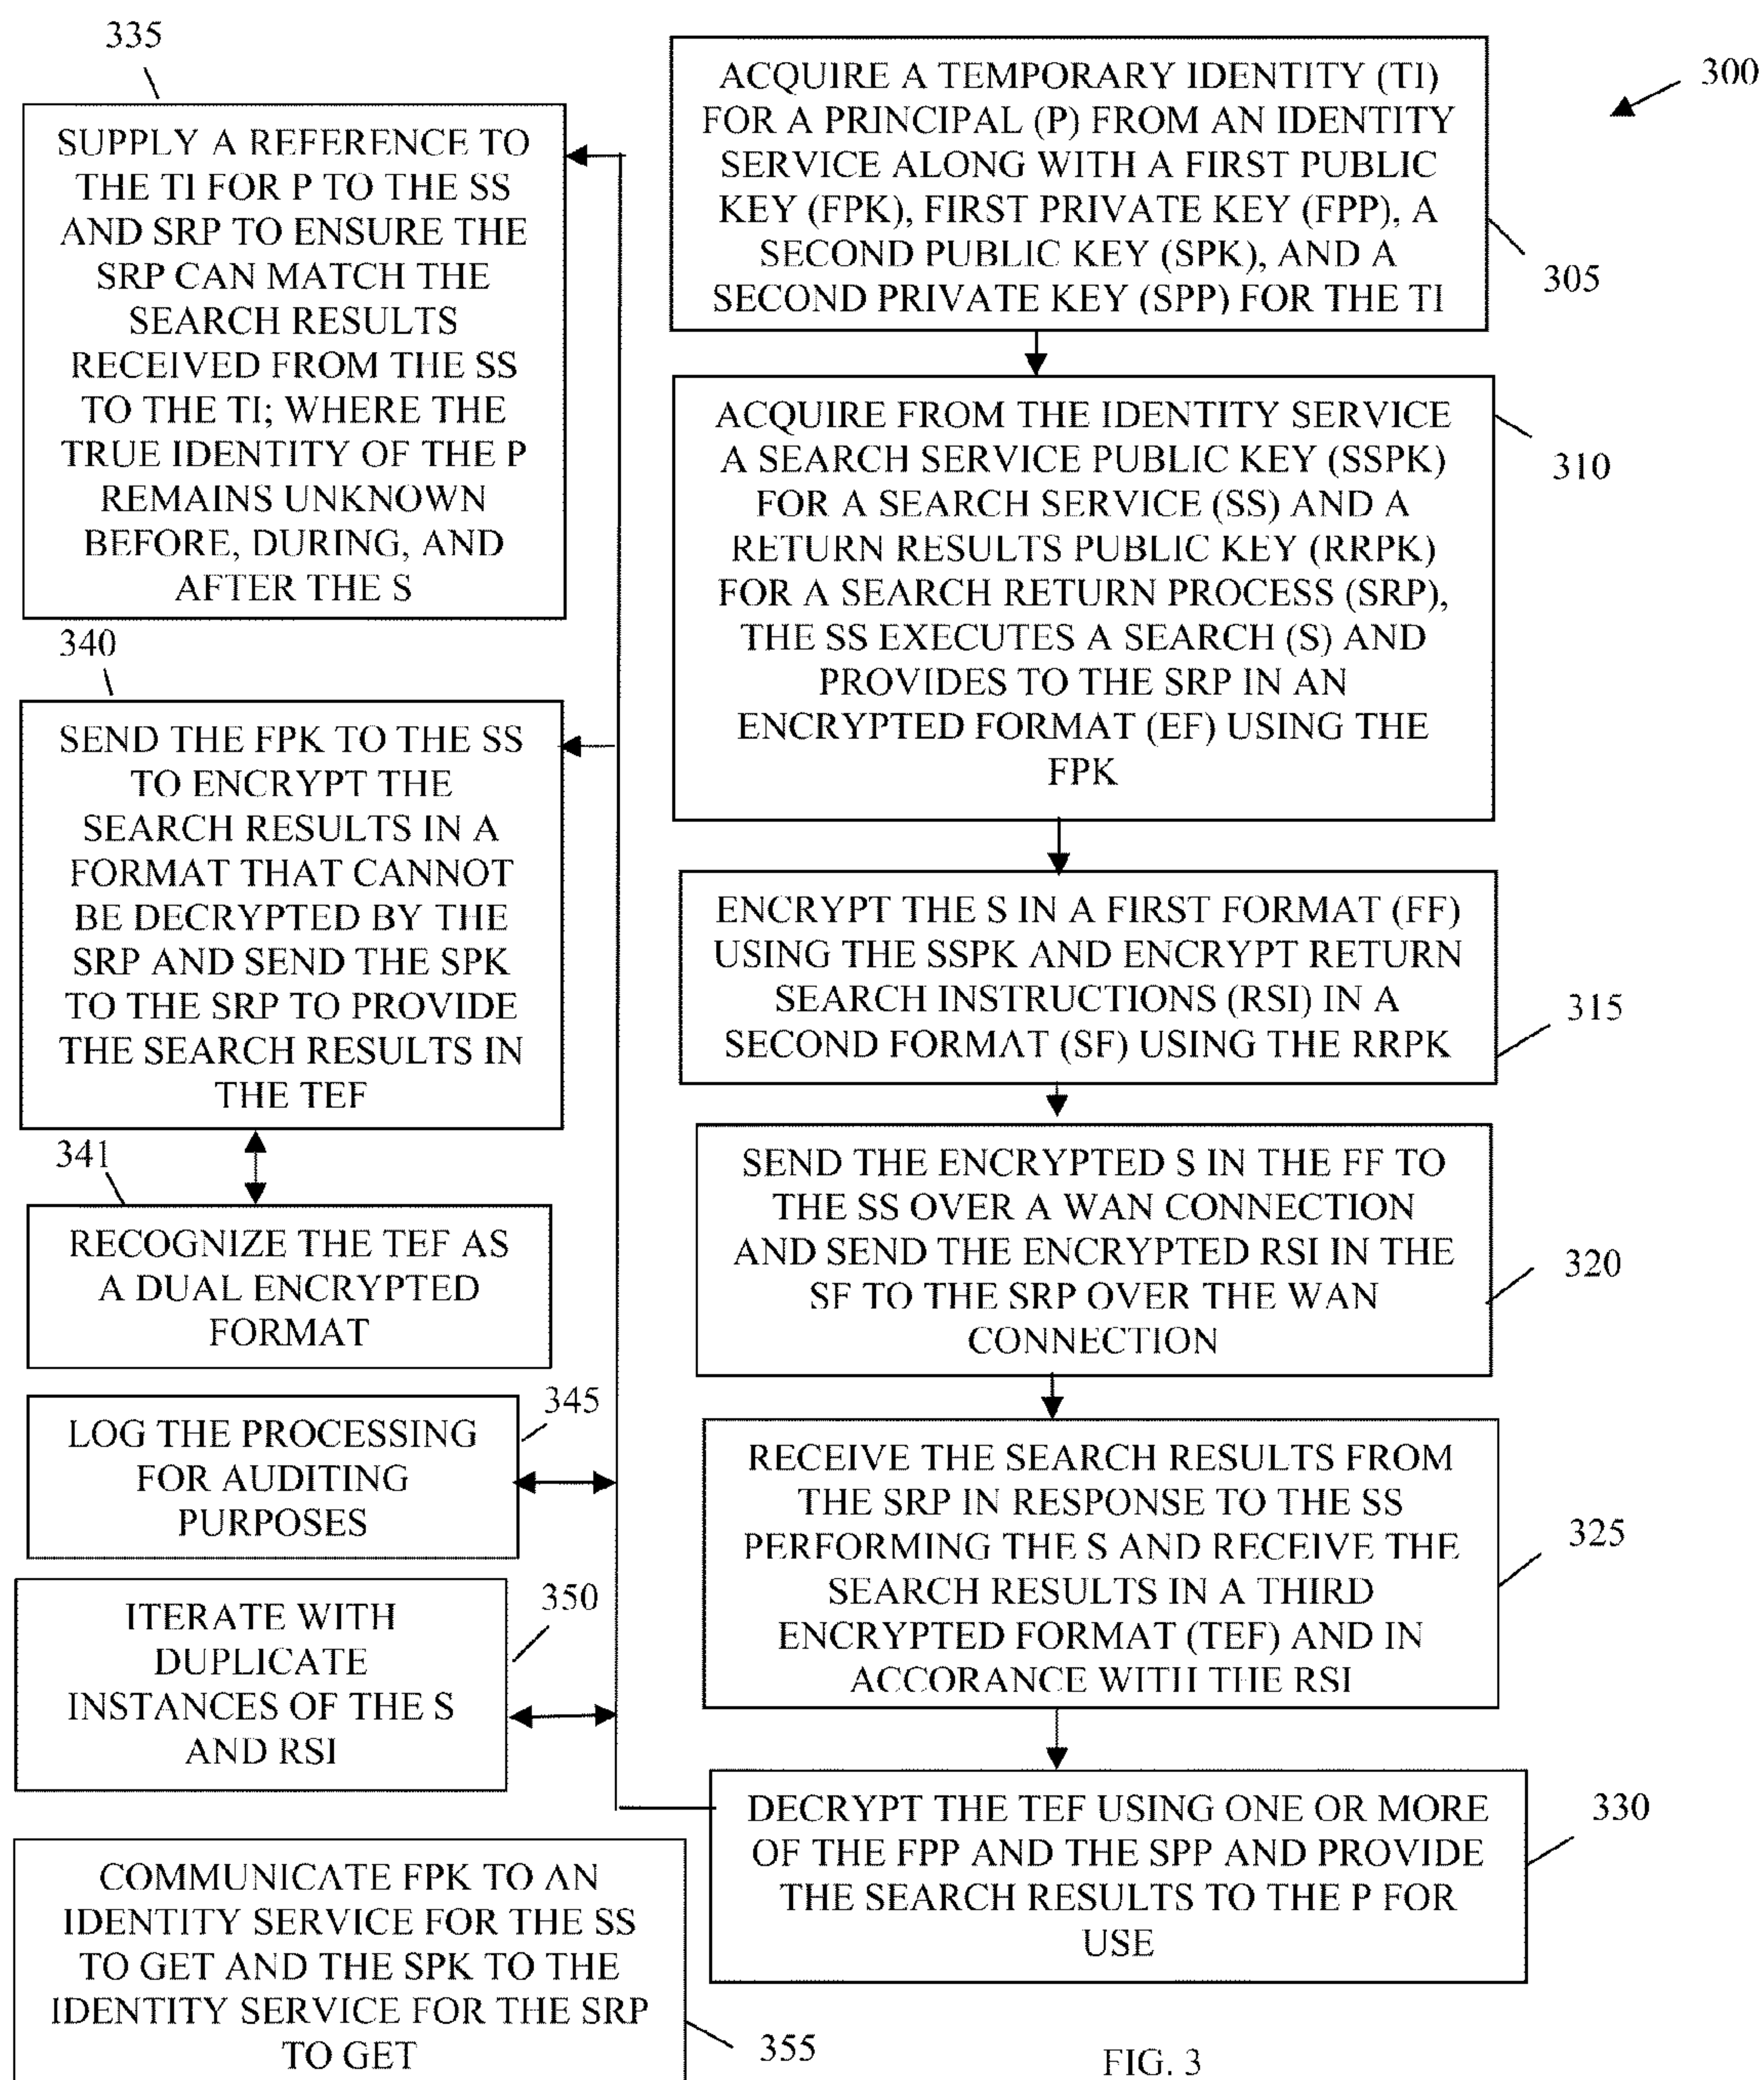 335
SUPPLY A REFERENCE TO
THE TI FOR P TO THE SS
AND SRP TO ENSURE THE
SRP CAN MATCH THE
SEARCH RESULTS
RECEIVED FROM THE SS
TO THE TI; WHERE THE
TRUE IDENTITY OF THE P
REMAINS UNKNOWN
BEFORE, DURING, AND
AFTER THE S
340
SEND THE FPK TO THE SS
TO ENCRYPT THE
SEARCH RESULTS IN A
FORMAT THAT CANNOT
BE DECRYPTED BY THE
SRP AND SEND THE SPK
TO THE SRP TO PROVIDE
THE SEARCH RESULTS IN
THE TEF
341
RECOGNIZE THE TEF AS
A DUAL ENCRYPTED
FORMAT
345
LOG THE PROCESSING
FOR AUDITING
PURPOSES
350
ITERATE WITH
DUPLICATE
INSTANCES OF THE S
AND RSI
COMMUNICATE FPK TO AN
IDENTITY SERVICE FOR THE SS
TO GET AND THE SPK TO THE
IDENTITY SERVICE FOR THE SRP
TO GET
355
300
ACQUIRE A TEMPORARY IDENTITY (TI)
FOR A PRINCIPAL (P) FROM AN IDENTITY
SERVICE ALONG WITH A FIRST PUBLIC
KEY (FPK), FIRST PRIVATE KEY (FPP), A
SECOND PUBLIC KEY (SPK), AND A
SECOND PRIVATE KEY (SPP) FOR THE TI
305
ACQUIRE FROM THE IDENTITY SERVICE
A SEARCH SERVICE PUBLIC KEY (SSPK)
FOR A SEARCH SERVICE (SS) AND A
RETURN RESULTS PUBLIC KEY (RRPK)
FOR A SEARCH RETURN PROCESS (SRP),
THE SS EXECUTES A SEARCH (S) AND
PROVIDES TO THE SRP IN AN
ENCRYPTED FORMAT (EF) USING THE
FPK
310
ENCRYPT THE S IN A FIRST FORMAT (FF)
USING THE SSPK AND ENCRYPT RETURN
SEARCH INSTRUCTIONS (RSI) IN A
SECOND FORMAT (SF) USING THE RRPK
315
SEND THE ENCRYPTED S IN THE FF TO
THE SS OVER A WAN CONNECTION
AND SEND THE ENCRYPTED RSI IN THE
SF TO THE SRP OVER THE WAN
CONNECTION
320
RECEIVE THE SEARCH RESULTS FROM
THE SRP IN RESPONSE TO THE SS
PERFORMING THE S AND RECEIVE THE
SEARCH RESULTS IN A THIRD
ENCRYPTED FORMAT (TEF) AND IN
ACCORANCE WITH THE RSI
325
DECRYPT THE TEF USING ONE OR MORE
OF THE FPP AND THE SPP AND PROVIDE
THE SEARCH RESULTS TO THE P FOR
USE
330
FIG. 3